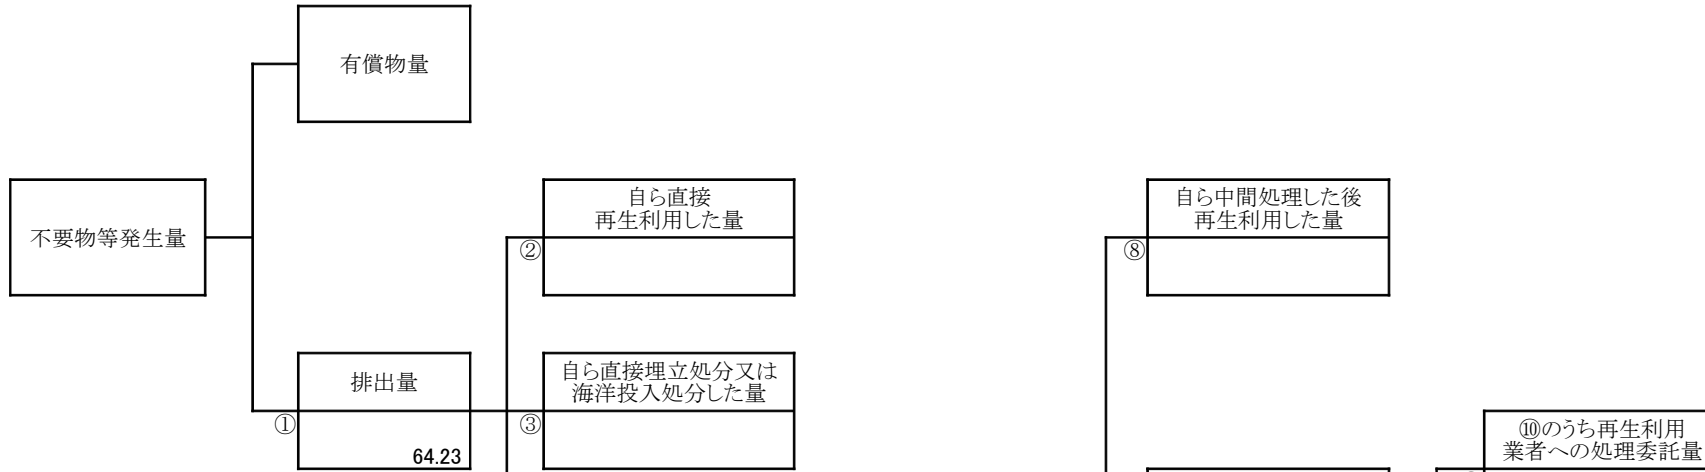 有償物量
不要物等発生量
自ら直接
再生利用した量
②
自ら中間処理した後
再生利用した量
⑧
排出量
①
64.23
自ら直接埋立処分又は
海洋投入処分した量
③
⑩のうち再生利用
業者への処理委託量